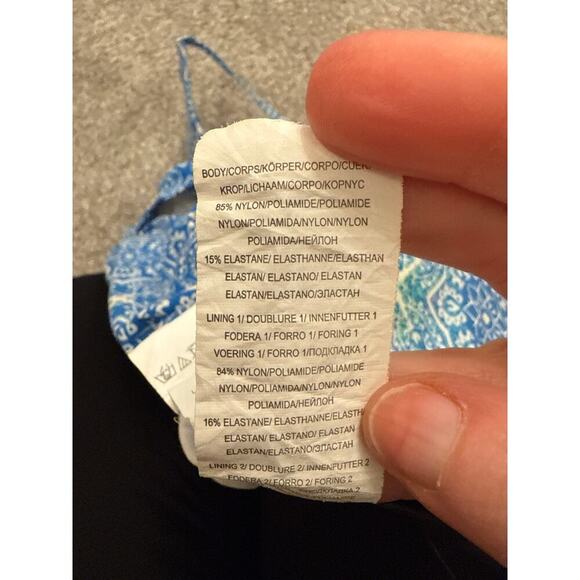 BODY/CORPS/KÖRPER/CORPO/CUER
KROP/LICHAAM/CORPO/КОРПУС
85% NYLON/POLIAMIDE/POLIAMIDE
NYLON/POLIAMIDA/NYLON/NYLON
POLIAMIDA/НЕЙЛОН
15% ELASTANE/ ELASTHANNE/ELASTHAN
ELASTAN/ ELASTANO/ ELASTAN
ELASTAN/ELASTANO/ЭЛАСТАН
LINING 1/ DOUBLURE 1/ INNENFUTTER 1
FODERA 1/ FORRO 1/ FORING 1
VOERING 1/ FORRO 1/ПОДКЛАДКА 1
84% NYLON/POLIAMIDE/POLIAMIDE
NYLON/POLIAMIDA/NYLON/NYLON
POLIAMIDA/НЕЙЛОН
16% ELASTANE/ ELASTHANNE/ELASTH
ELASTAN/ ELASTANO/ ELASTAN
ELASTAN/ELASTANO/ЭЛАСТАН
LINING 2/ DOUBLURE 2/ INNENFUTTER 2
FODERA 2/ FORRO 2/ FORING 2